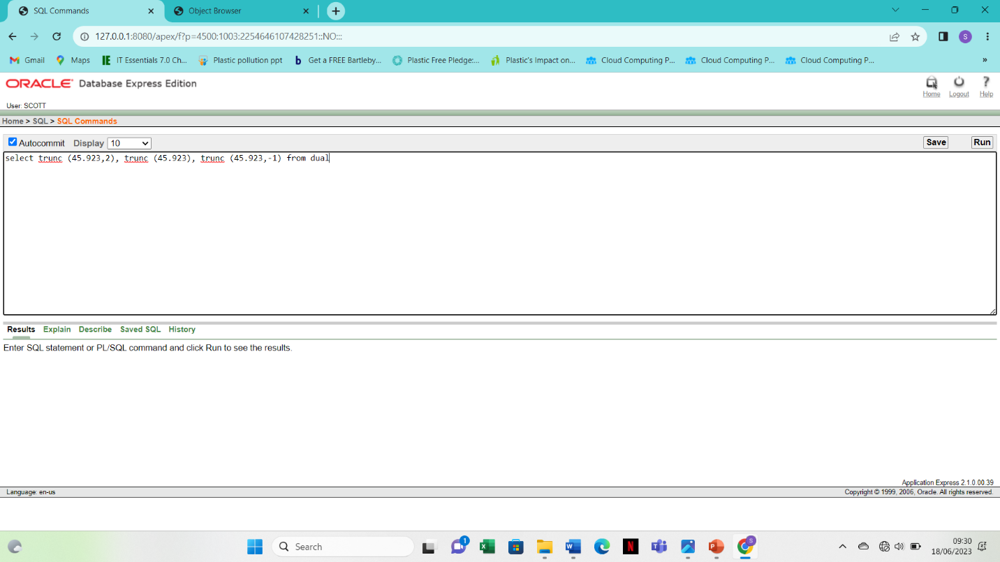 SQL Commands
Object Browser
127.0.0.1:8080/apex/f?p=4500:1003:2254646107428251::NO:::
S
Gmail
Maps
IT Essentials 7.0 Ch...
Plastic pollution ppt
b Get a FREE Bartleby...
Plastic Free Pledge:...
Plastic's Impact on...
Cloud Computing P...
Cloud Computing P...
Cloud Computing P...
»
ORACLE Database Express Edition
Home
Logout
Help
User: SCOTT
Home > SQL > SQL Commands
Autocommit Display 10
Save
Run
select trunc (45.923,2), trunc (45.923), trunc (45.923,-1) from dual
Results Explain Describe Saved SQL History
Enter SQL statement or PL/SQL command and click Run to see the results.
Application Express 2.1.0.00.39
Language: en-us
Copyright © 1999, 2006, Oracle. All rights reserved.
Search
1
S
09:30
18/06/2023